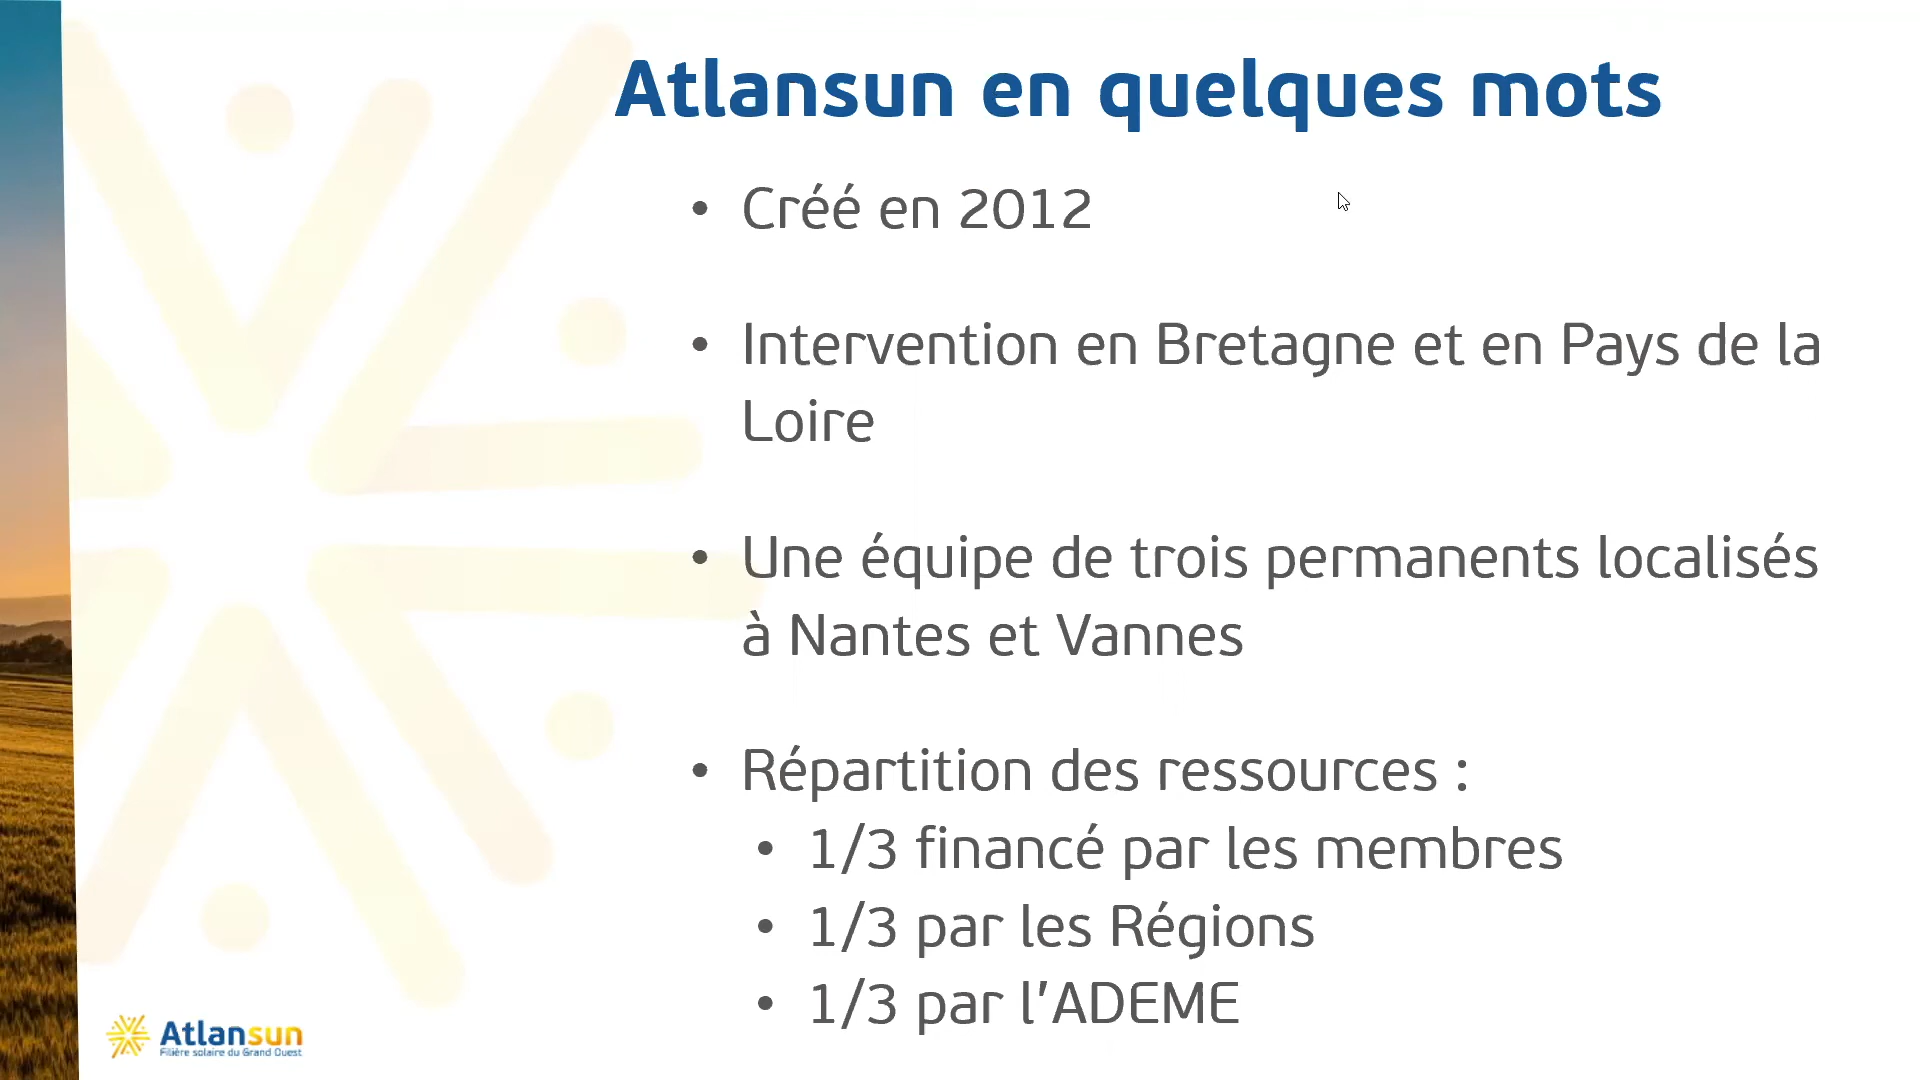 Atlansun en quelques mots
• Créé en 2012
• Intervention en Bretagne et en Pays de la
Loire
• Une équipe de trois permanents localisés
à Nantes et Vannes
• Répartition des ressources :
• 1/3 financé par les membres
• 1/3 par les Régions
• 1/3 par l'ADEME
Atlansun
Filière solaire du Grand Ouest